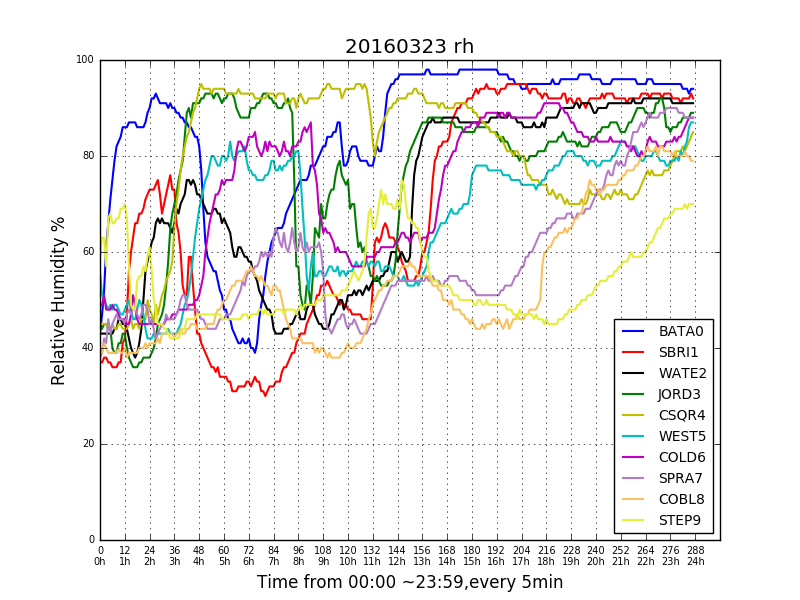 20160323 rh
Relative Humidity %
100
80
60
40
20
0
0 12 24 36 48 60 72 84 96 108 120 132 144 156 168 180 192 204 216 228 240 252 264 276 288
0h 1h 2h 3h 4h 5h 6h 7h 8h 9h 10h 11h 12h 13h 14h 15h 16h 17h 18h 19h 20h 21h 22h 23h 24h
Time from 00:00 ~23:59,every 5min
BATA0
SBRI1
WATE2
JORD3
CSQR4
WEST5
COLD6
SPRA7
COBL8
STEP9